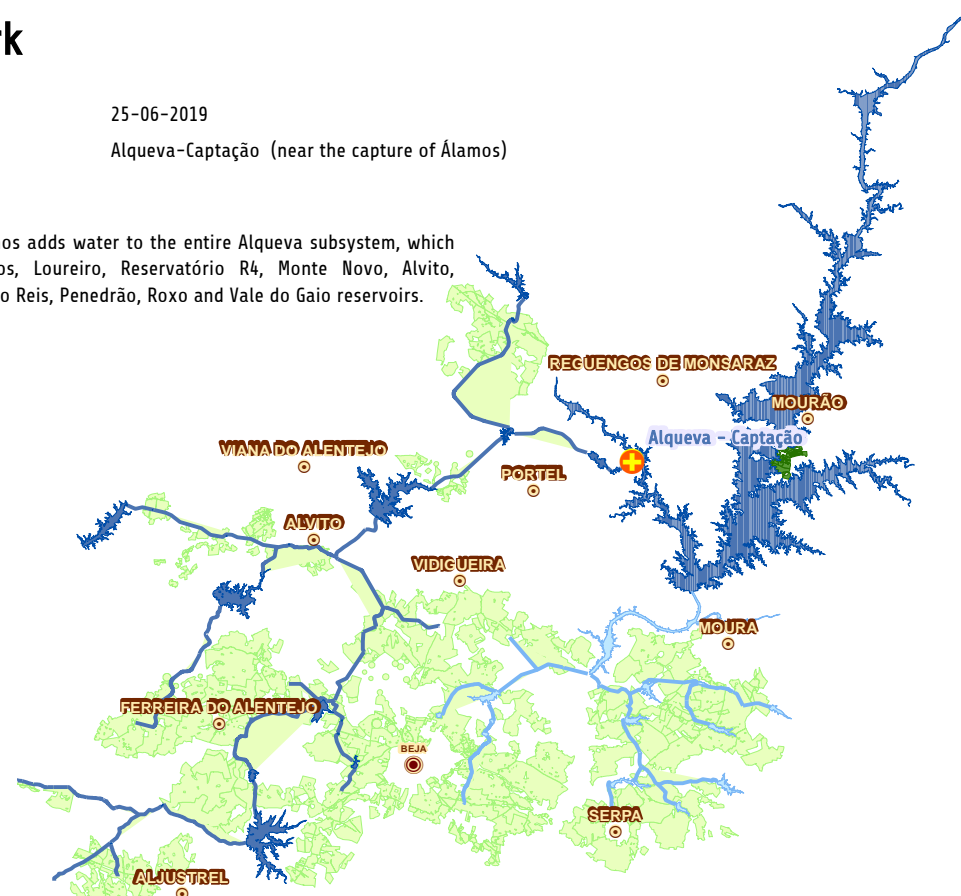 rk
25-06-2019
Alqueva-Captação (near the capture of Álamos)
os adds water to the entire Alqueva subsystem, which
os, Loureiro, Reservatório R4, Monte Novo, Alvito,
o Reis, Penedrão, Roxo and Vale do Gaio reservoirs.
REGUENGOS DE MONSARAZ
MOURÃO
Alqueva - Captação
VIANA DO ALENTEJO
PORTEL
ALVITO
VIDIGUEIRA
MOURA
FERREIRA DO ALENTEJO
BEJA
SERPA
ALJUSTREL